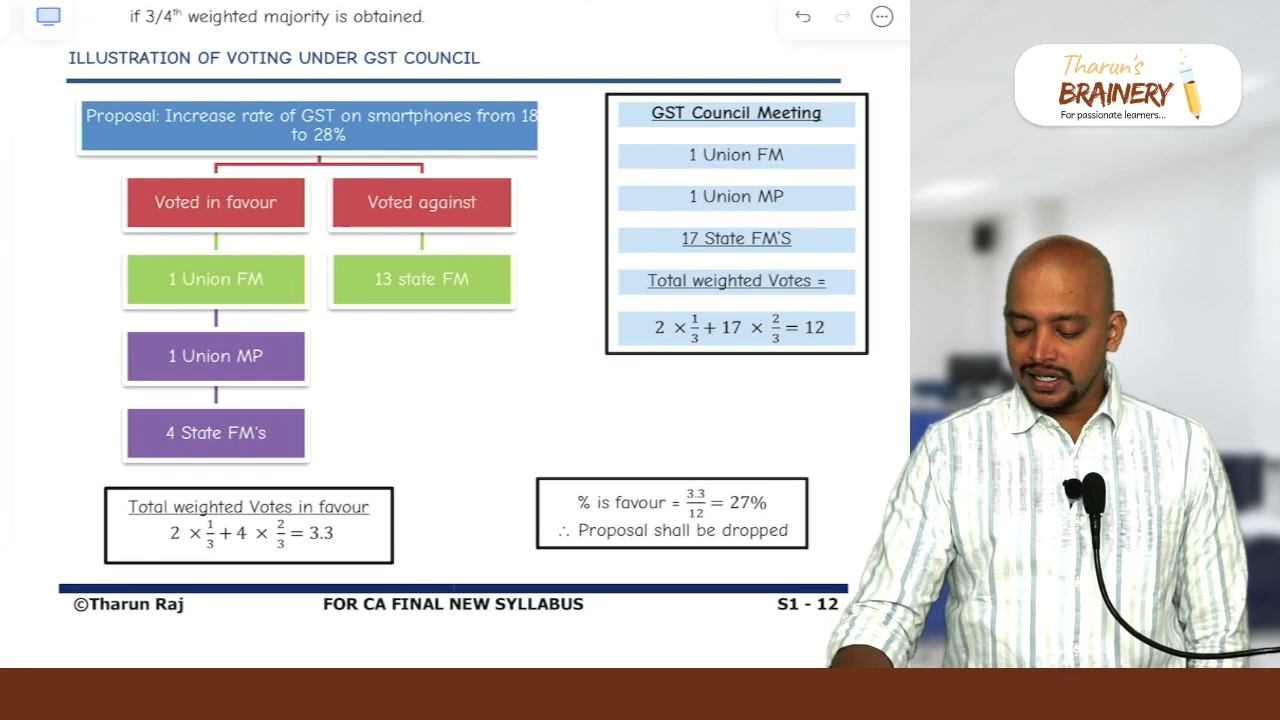 if 3/4th weighted majority is obtained.
ILLUSTRATION OF VOTING UNDER GST COUNCIL
Proposal: Increase rate of GST on smartphones from 18
to 28%
Voted in favour
Voted against
1 Union FM
13 state FM
1 Union MP
4 State FM's
GST Council Meeting
1 Union FM
1 Union MP
17 State FM'S
Total weighted Votes =
2 × 1/3 + 17 × 2/3 = 12
Total weighted Votes in favour
2 × 1/3 + 4 × 2/3 = 3.3
% is favour = 3.3/12 = 27%
∴ Proposal shall be dropped
©Tharun Raj
FOR CA FINAL NEW SYLLABUS
S1 - 12
Tharun's
BRAINERY
For passionate learners...